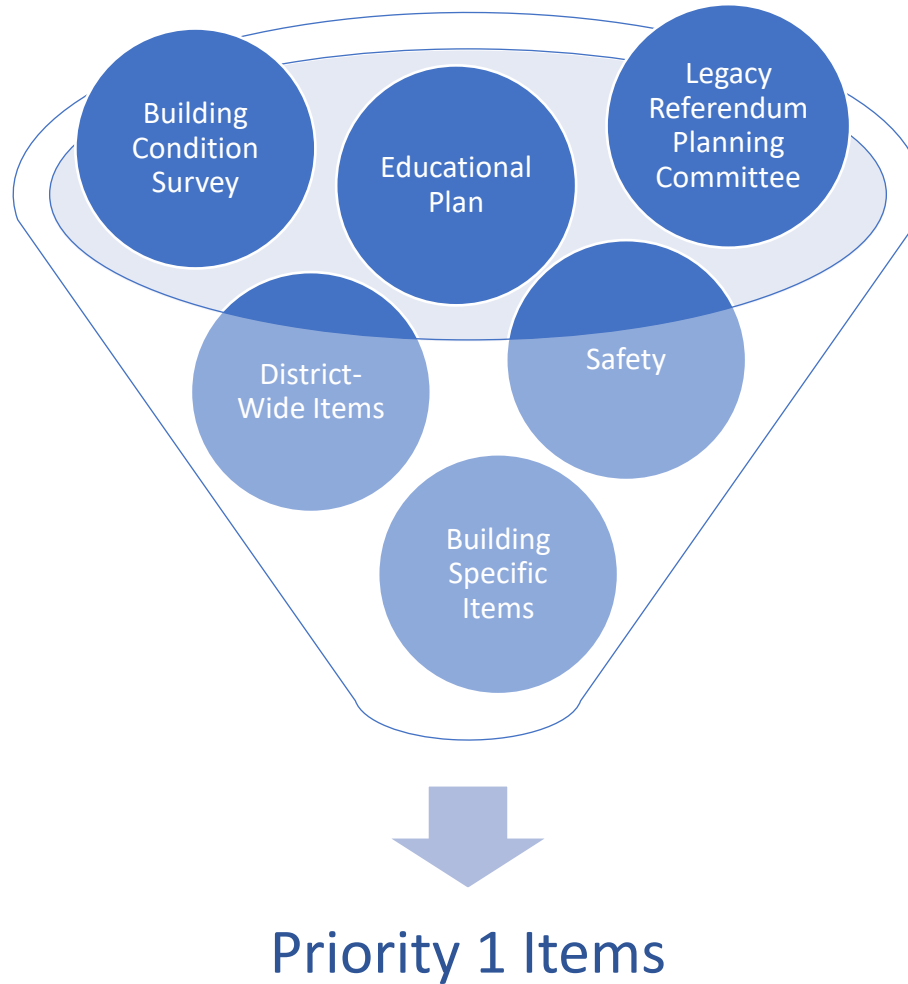 Building
Condition
Survey
Educational
Plan
Legacy
Referendum
Planning
Committee
District-
Wide Items
Safety
Building
Specific
Items
Priority 1 Items